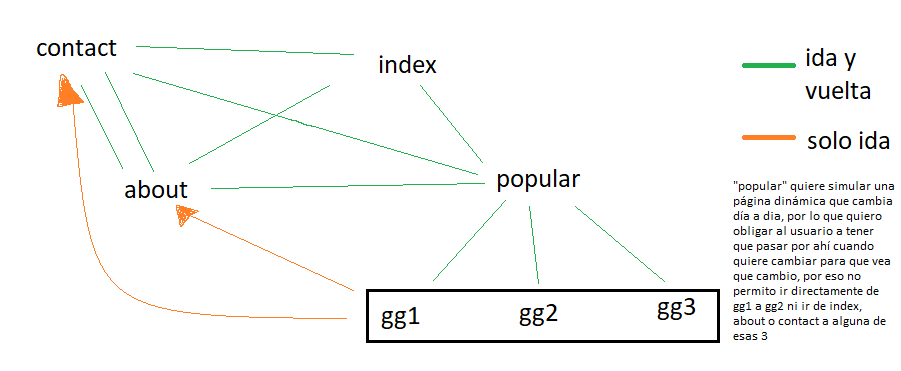 contact
index
about
popular
gg1
gg2
gg3
ida y
vuelta
solo ida
"popular" quiere simular una
página dinámica que cambia
día a dia, por lo que quiero
obligar al usuario a tener
que pasar por ahí cuando
quiere cambiar para que vea
que cambio, por eso no
permito ir directamente de
gg1 a gg2 ni ir de index,
about o contact a alguna de
esas 3